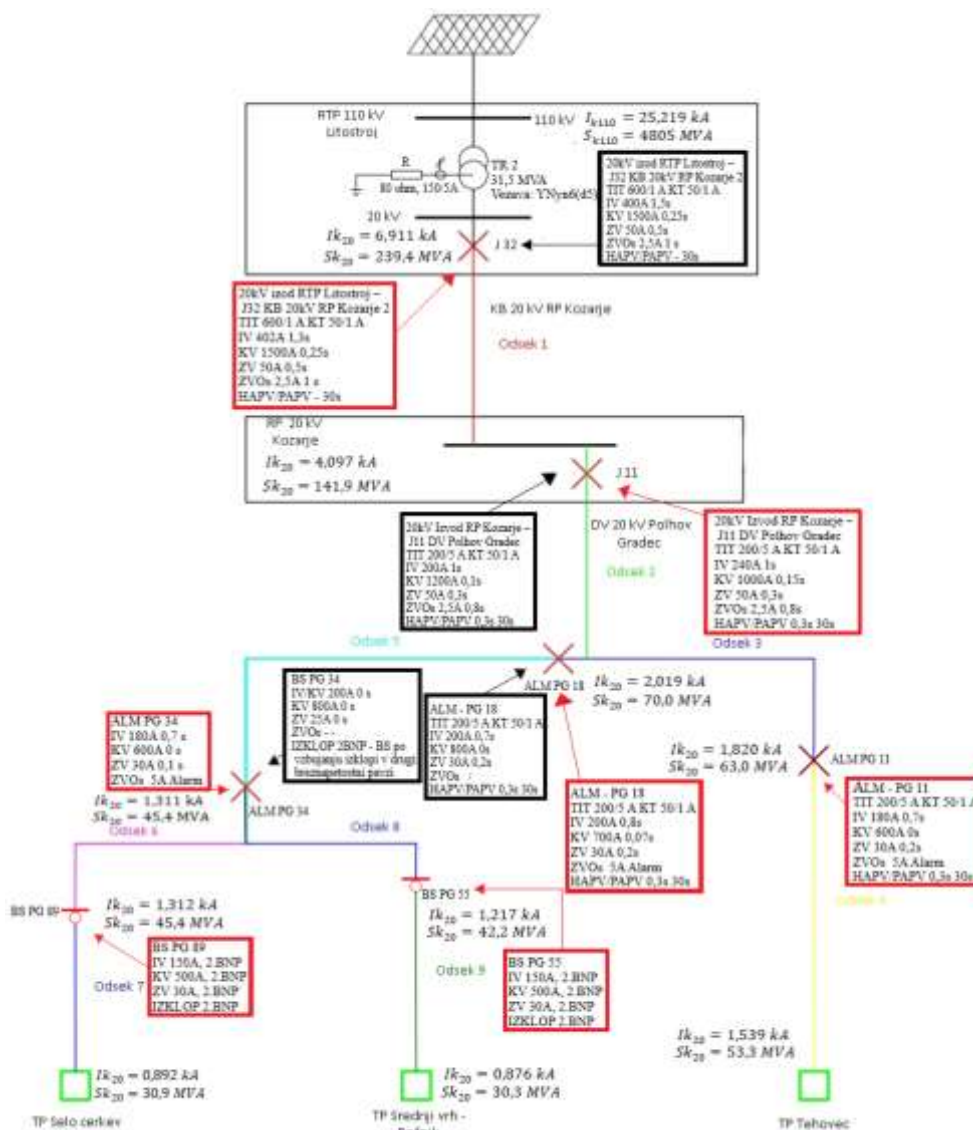 RTP 110 kV
Litostroj
110 kV
I_k110 = 25,219 kA
S_k110 = 4805 MVA
R
80 ohm, 150/5A
TR 2
31,5 MVA
Vezava: YNyn6(d5)
20kV izvod RTP Litostroj –
J32 KB 20kV RP Kozarje 2
TIT 600/1 A KT 50/1 A
IV 400A 1,5s
KV 1500A 0,25s
ZV 50A 0,5s
ZVOs 2,5A 1 s
HAPV/PAPV - 30s
20 kV
Ik20 = 6,911 kA
Sk20 = 239,4 MVA
J 32
20kV izvod RTP Litostroj –
J32 KB 20kV RP Kozarje 2
TIT 600/1 A KT 50/1 A
IV 402A 1,3s
KV 1500A 0,25s
ZV 50A 0,5s
ZVOs 2,5A 1 s
HAPV/PAPV - 30s
KB 20 kV RP Kozarje
Odsek 1
RP 20 kV
Kozarje
Ik20 = 4,097 kA
Sk20 = 141,9 MVA
J 11
20kV Izvod RP Kozarje –
J11 DV Polhov Gradec
TIT 200/5 A KT 50/1 A
IV 200A 1s
KV 1200A 0,1s
ZV 50A 0,3s
ZVOs 2,5A 0,8s
HAPV/PAPV 0,3s 30s
DV 20 kV Polhov
Gradec
Odsek 2
20kV Izvod RP Kozarje –
J11 DV Polhov Gradec
TIT 200/5 A KT 50/1 A
IV 240A 1s
KV 1000A 0,15s
ZV 50A 0,3s
ZVOs 2,5A 0,8s
HAPV/PAPV 0,3s 30s
Odsek 5
Odsek 3
ALM PG 18
Ik20 = 2,019 kA
Sk20 = 70,0 MVA
BS PG 34
IV/KV 200A 0 s
KV 800A 0 s
ZV 25A 0 s
ZVOs - -
IZKLOP 2BNP - BS po
vzbujanju izklopi v drugi
breznapetostni pavzi
ALM - PG 18
TIT 200/5 A KT 50/1 A
IV 200A 0,7s
KV 800A 0s
ZV 30A 0,2s
ZVOs /
HAPV/PAPV 0,3s 30s
ALM PG 34
IV 180A 0,7 s
KV 600A 0 s
ZV 30A 0,1 s
ZVOs 5A Alarm
Ik20 = 1,311 kA
Sk20 = 45,4 MVA
ALM PG 34
Ik20 = 1,820 kA
Sk20 = 63,0 MVA
ALM PG 11
ALM - PG 18
TIT 200/5 A KT 50/1 A
IV 200A 0,8s
KV 700A 0,07s
ZV 30A 0,2s
ZVOs 5A Alarm
HAPV/PAPV 0,3s 30s
ALM - PG 11
TIT 200/5 A KT 50/1 A
IV 180A 0,7s
KV 600A 0s
ZV 30A 0,2s
ZVOs 5A Alarm
HAPV/PAPV 0,3s 30s
Odsek 6
Odsek 8
BS PG 89
Ik20 = 1,312 kA
Sk20 = 45,4 MVA
BS PG 55
Ik20 = 1,217 kA
Sk20 = 42,2 MVA
BS PG 89
IV 150A, 2.BNP
KV 500A, 2.BNP
ZV 30A, 2.BNP
IZKLOP 2.BNP
Odsek 7
Odsek 9
BS PG 55
IV 150A, 2.BNP
KV 500A, 2.BNP
ZV 30A, 2.BNP
IZKLOP 2.BNP
Ik20 = 1,539 kA
Sk20 = 53,3 MVA
Ik20 = 0,892 kA
Sk20 = 30,9 MVA
Ik20 = 0,876 kA
Sk20 = 30,3 MVA
TP Selo cerkev
TP Srednji vrh -
TP Tehovec